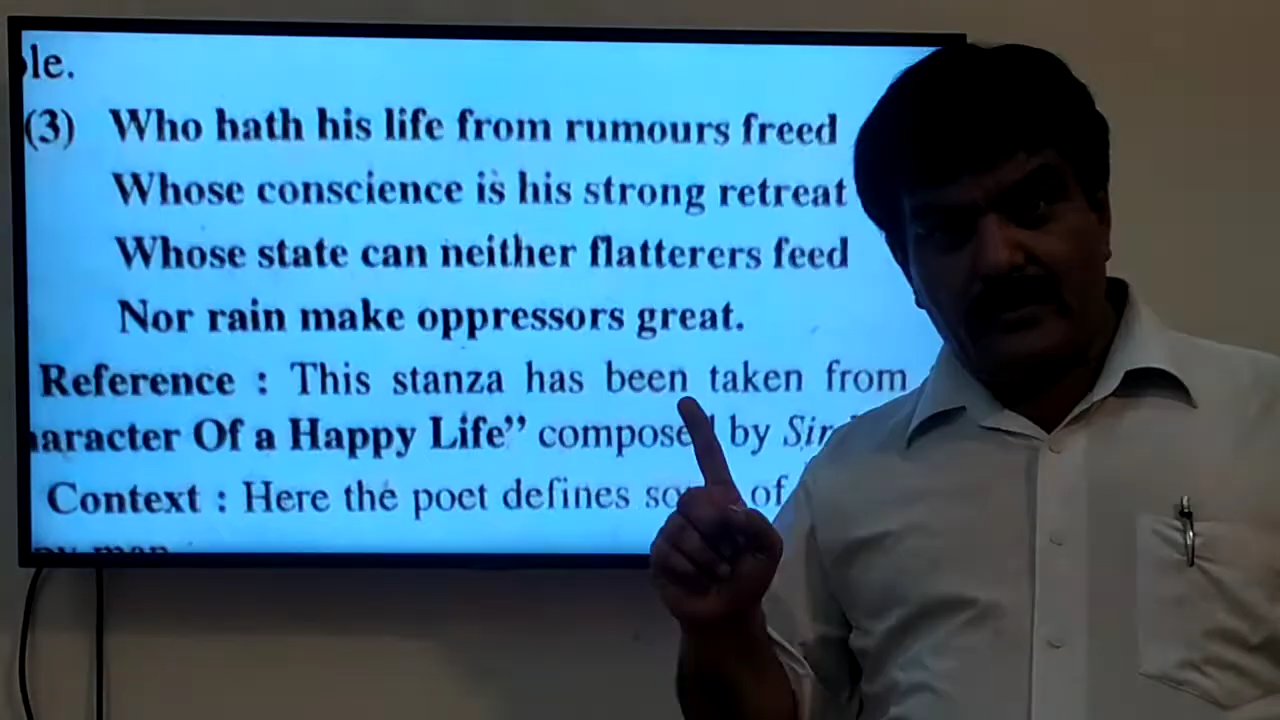 le.
(3) Who hath his life from rumours freed
Whose conscience is his strong retreat
Whose state can neither flatterers feed
Nor rain make oppressors great.
Reference : This stanza has been taken from
aracter Of a Happy Life” composed by Sir
Context : Here the poet defines of
man